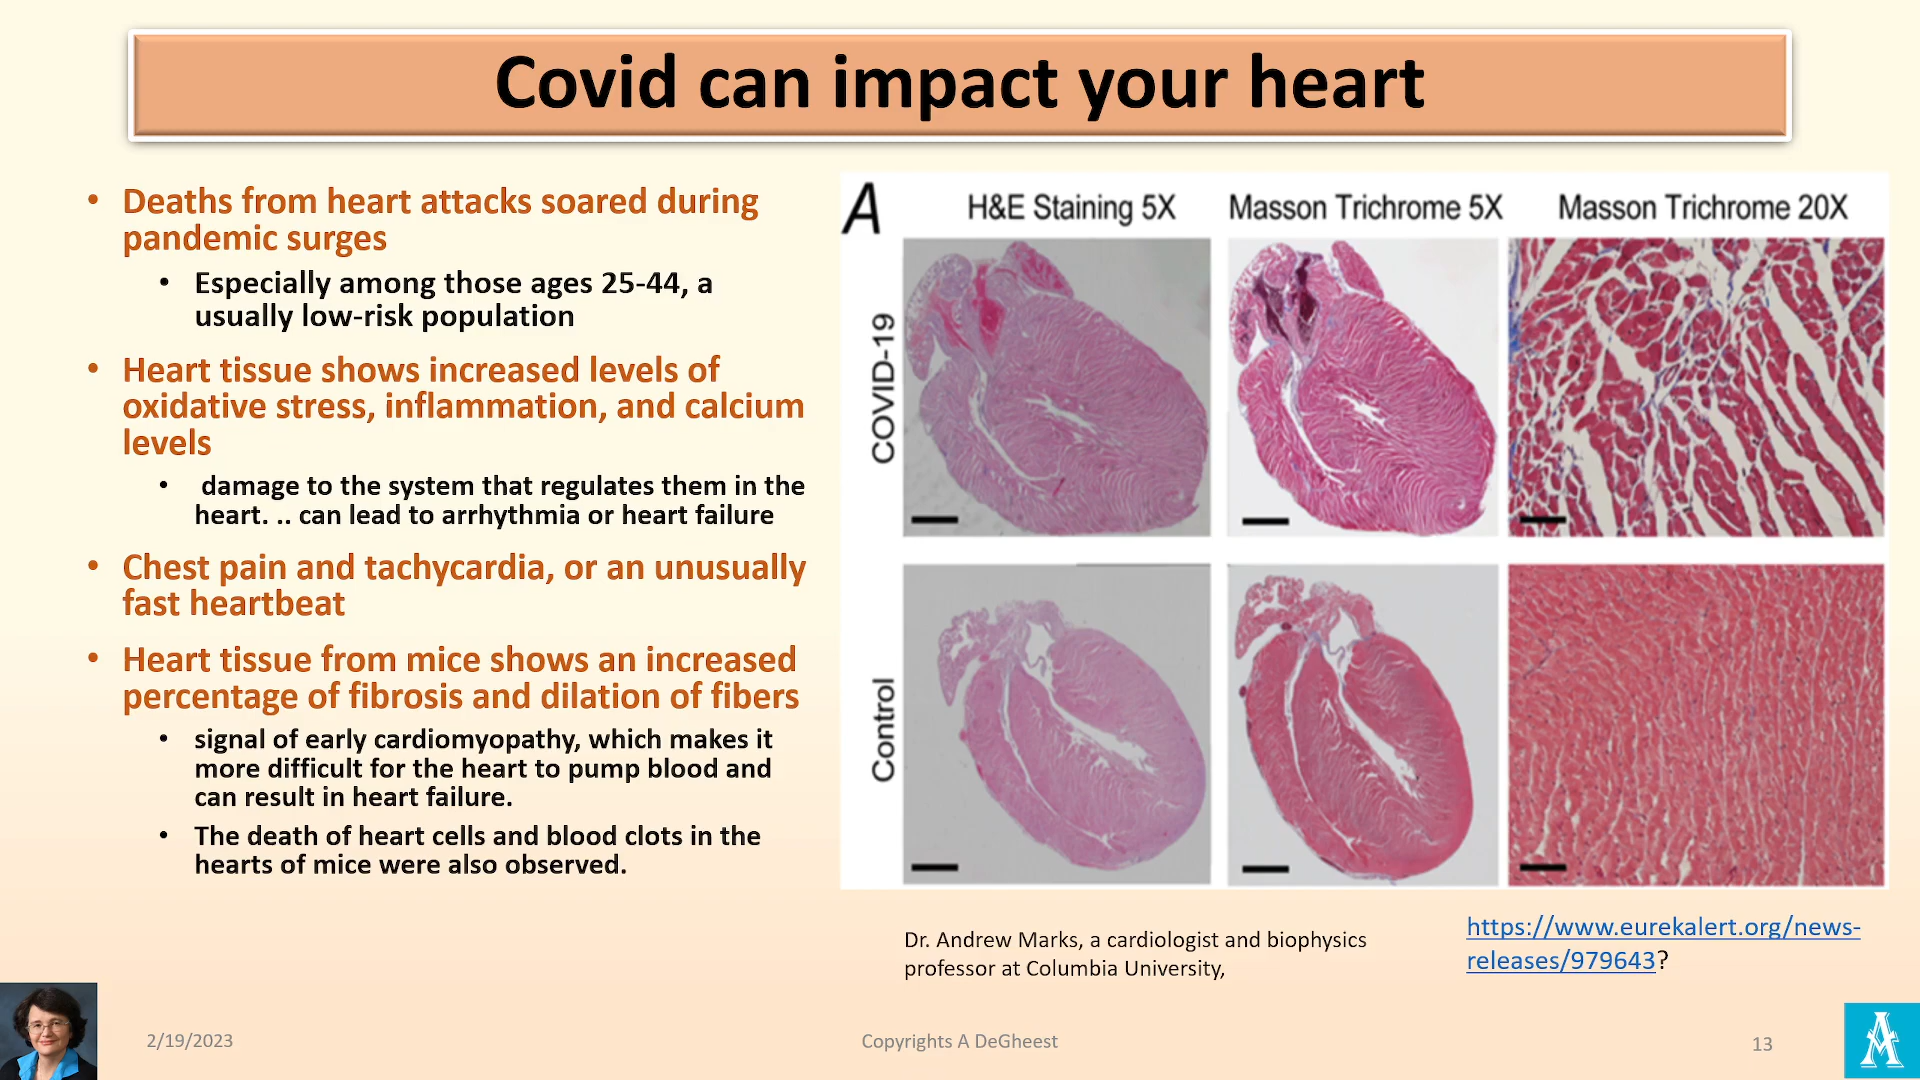 Covid can impact your heart
• Deaths from heart attacks soared during
pandemic surges
• Especially among those ages 25-44, a
usually low-risk population
• Heart tissue shows increased levels of
oxidative stress, inflammation, and calcium
levels
• damage to the system that regulates them in the
heart. .. can lead to arrhythmia or heart failure
• Chest pain and tachycardia, or an unusually
fast heartbeat
• Heart tissue from mice shows an increased
percentage of fibrosis and dilation of fibers
• signal of early cardiomyopathy, which makes it
more difficult for the heart to pump blood and
can result in heart failure.
• The death of heart cells and blood clots in the
hearts of mice were also observed.
A
H&E Staining 5X
Masson Trichrome 5X
Masson Trichrome 20X
COVID-19
Control
Dr. Andrew Marks, a cardiologist and biophysics
professor at Columbia University,
https://www.eurekalert.org/news-
releases/979643?
2/19/2023
Copyrights A DeGheest
13
A